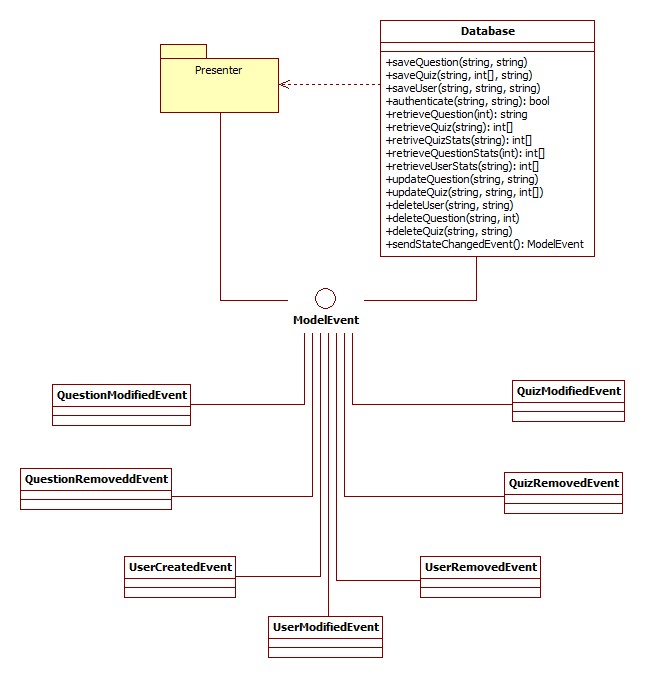 Database
Presenter
+saveQuestion(string, string)
+saveQuiz(string, int[], string)
+saveUser(string, string, string)
+authenticate(string, string): bool
+retrieveQuestion(int): string
+retrieveQuiz(string): int[]
+retriveQuizStats(string): int[]
+retrieveQuestionStats(int): int[]
+retrieveUserStats(string): int[]
+updateQuestion(string, string)
+updateQuiz(string, string, int[])
+deleteUser(string, string)
+deleteQuestion(string, int)
+deleteQuiz(string, string)
+sendStateChangedEvent(): ModelEvent
ModelEvent
QuestionModifiedEvent
QuizModifiedEvent
QuestionRemoveddEvent
QuizRemovedEvent
UserCreatedEvent
UserRemovedEvent
UserModifiedEvent